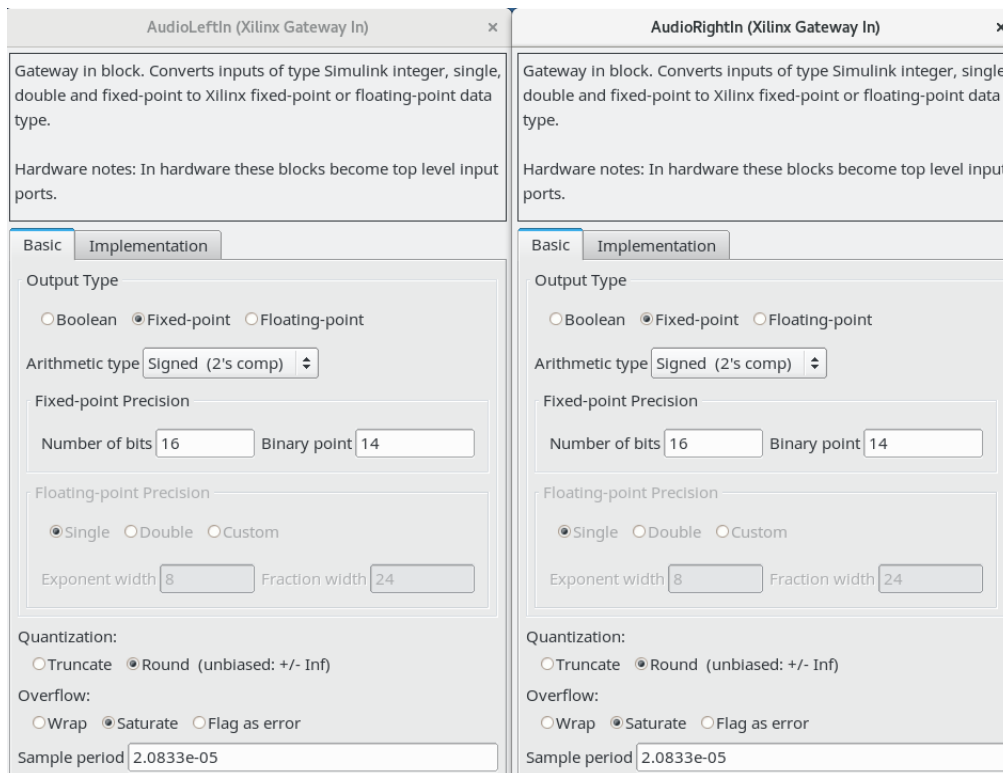 AudioLeftIn (Xilinx Gateway In) ×
Gateway in block. Converts inputs of type Simulink integer, single,
double and fixed-point to Xilinx fixed-point or floating-point data
type.
Hardware notes: In hardware these blocks become top level input
ports.
Basic Implementation
Output Type
Boolean Fixed-point Floating-point
Arithmetic type Signed (2's comp)
Fixed-point Precision
Number of bits 16 Binary point 14
Floating-point Precision
Single Double Custom
Exponent width 8 Fraction width 24
Quantization:
Truncate Round (unbiased: +/- Inf)
Overflow:
Wrap Saturate Flag as error
Sample period 2.0833e-05
AudioRightIn (Xilinx Gateway In) ×
Gateway in block. Converts inputs of type Simulink integer, single
double and fixed-point to Xilinx fixed-point or floating-point data
type.
Hardware notes: In hardware these blocks become top level input
ports.
Basic Implementation
Output Type
Boolean Fixed-point Floating-point
Arithmetic type Signed (2's comp)
Fixed-point Precision
Number of bits 16 Binary point 14
Floating-point Precision
Single Double Custom
Exponent width 8 Fraction width 24
Quantization:
Truncate Round (unbiased: +/- Inf)
Overflow:
Wrap Saturate Flag as error
Sample period 2.0833e-05